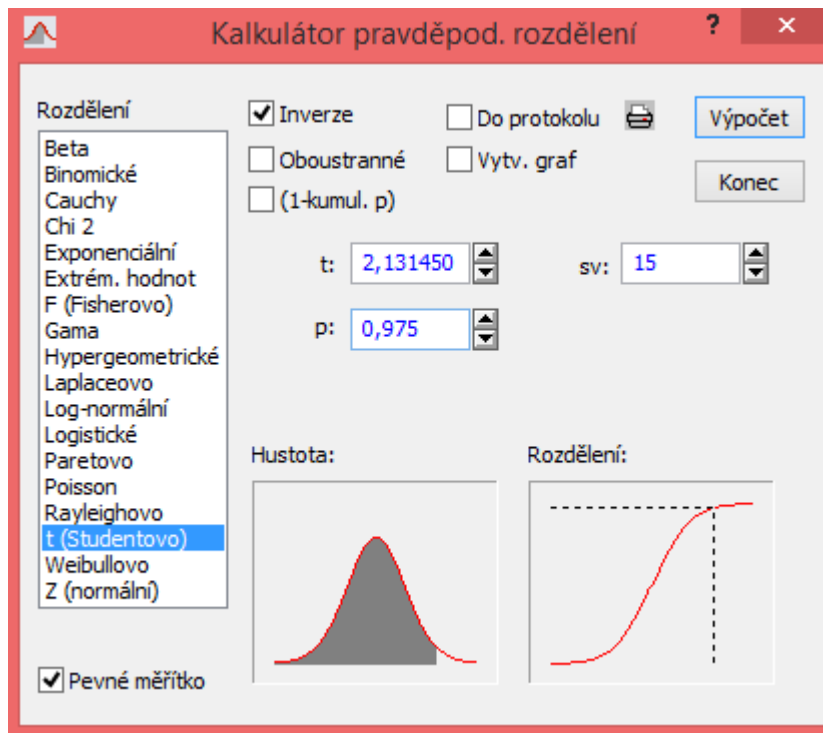 Kalkulátor pravděpod. rozdělení ? ×
Rozdělení
Beta
Binomické
Cauchy
Chi 2
Exponenciální
Extrém. hodnot
F (Fisherovo)
Gama
Hypergeometrické
Laplaceovo
Log-normální
Logistické
Paretovo
Poisson
Rayleighovo
t (Studentovo)
Weibullovo
Z (normální)
Pevné měřítko
Inverze
Do protokolu
Výpočet
Oboustranné
Vytv. graf
Konec
(1-kumul. p)
t: 2,131450
sv: 15
p: 0,975
Hustota:
Rozdělení: